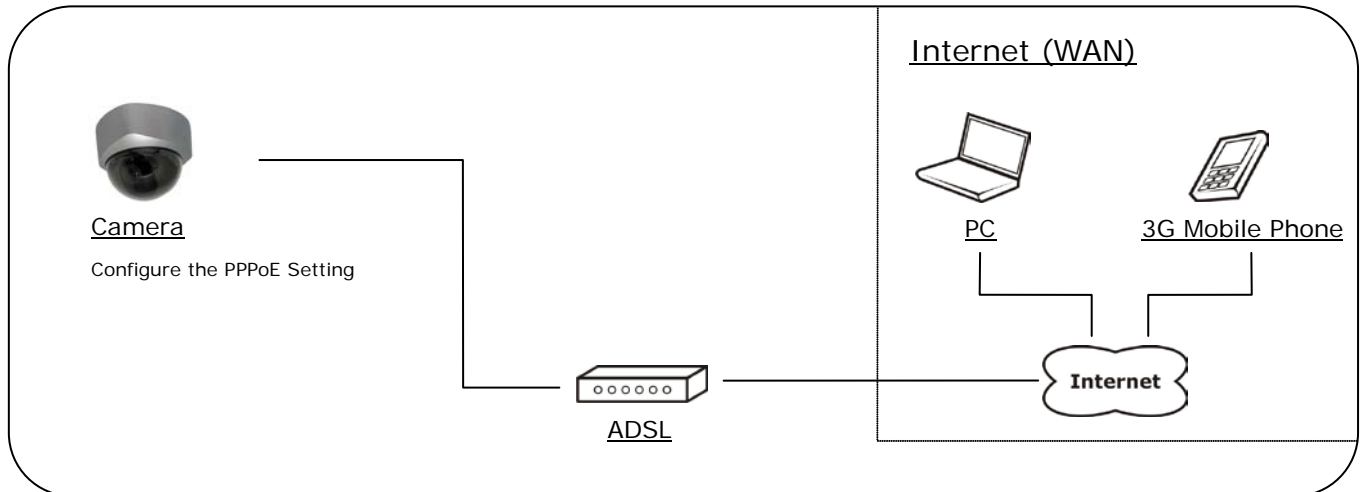 Internet (WAN)
Camera
Configure the PPPoE Setting
PC
3G Mobile Phone
Internet
ADSL